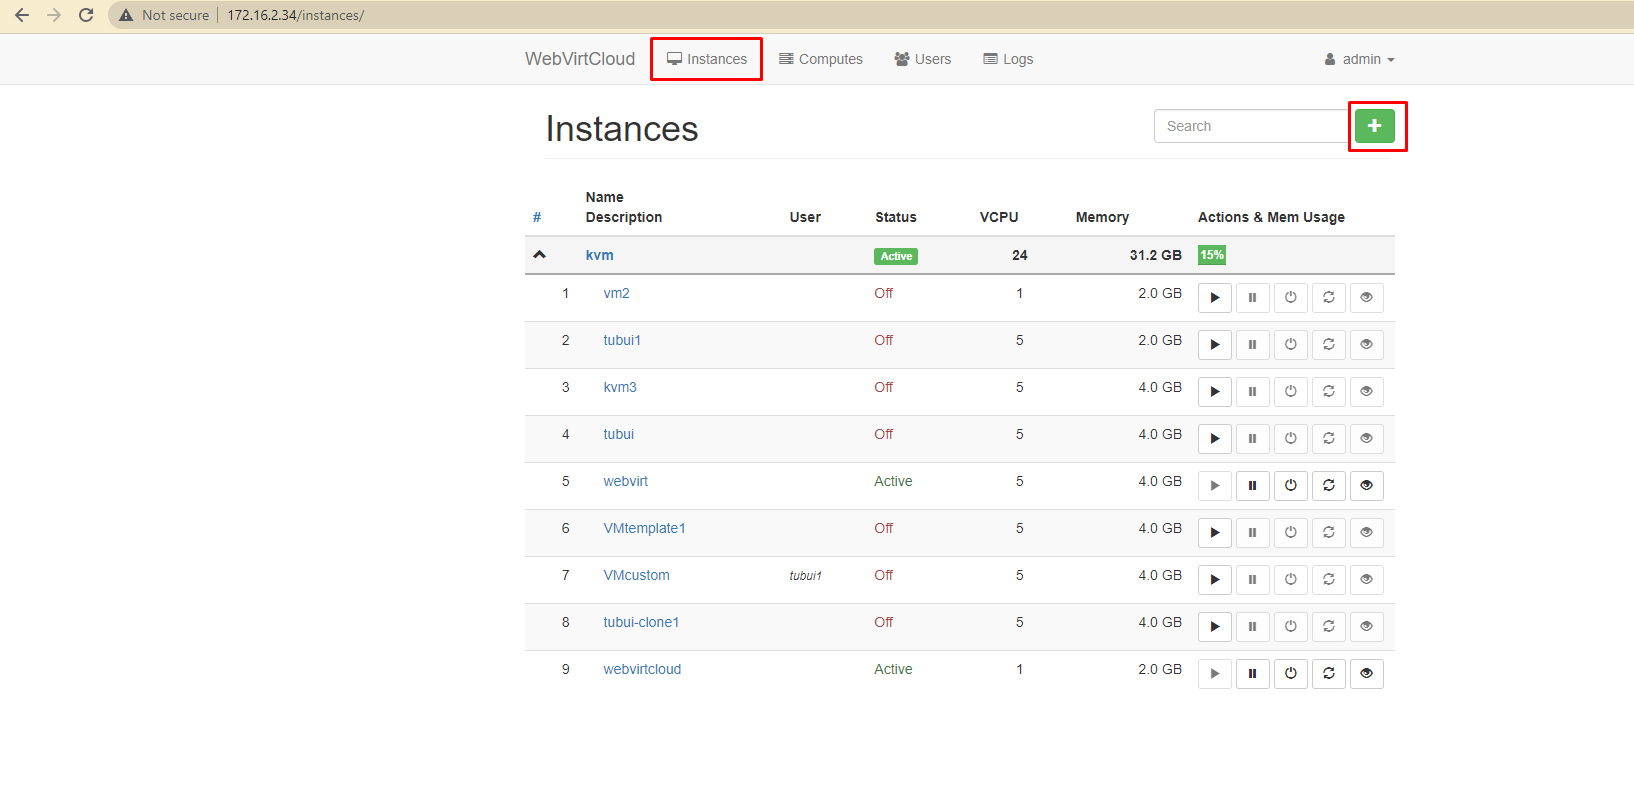 Not secure 172.16.2.34/instances/
WebVirtCloud Instances Computes Users Logs admin
Instances Search +
Name
# Description User Status VCPU Memory Actions & Mem Usage
kvm Active 24 31.2 GB 15%
1 vm2 Off 1 2.0 GB
2 tubui1 Off 5 2.0 GB
3 kvm3 Off 5 4.0 GB
4 tubui Off 5 4.0 GB
5 webvirt Active 5 4.0 GB
6 VMtemplate1 Off 5 4.0 GB
7 VMcustom tubui1 Off 5 4.0 GB
8 tubui-clone1 Off 5 4.0 GB
9 webvirtcloud Active 1 2.0 GB